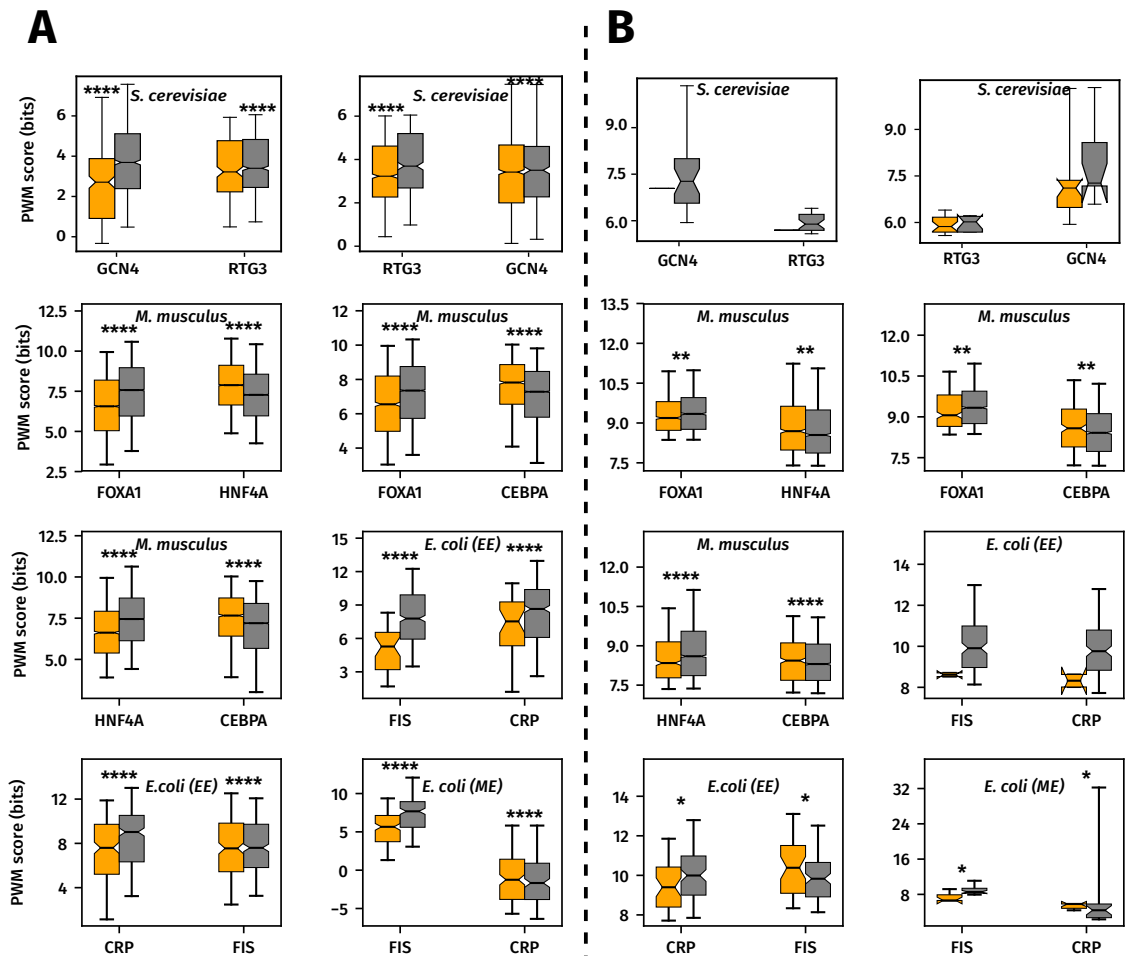 A
B
PWM score (bits)
S. cerevisiae
6
4
2
0
****
****
GCN4
RTG3
S. cerevisiae
6
4
2
0
****
****
RTG3
GCN4
S. cerevisiae
9.0
7.5
6.0
GCN4
RTG3
S. cerevisiae
9.0
7.5
6.0
RTG3
GCN4
PWM score (bits)
M. musculus
12.5
10.0
7.5
5.0
2.5
****
****
FOXA1
HNF4A
M. musculus
12
10
8
6
4
****
****
FOXA1
CEBPA
M. musculus
13.5
12.0
10.5
9.0
7.5
**
**
FOXA1
HNF4A
M. musculus
12.0
10.5
9.0
7.5
**
**
FOXA1
CEBPA
PWM score (bits)
M. musculus
12.5
10.0
7.5
5.0
****
****
HNF4A
CEBPA
E. coli (EE)
15
12
9
6
3
****
****
FIS
CRP
M. musculus
12.0
10.5
9.0
7.5
****
****
HNF4A
CEBPA
E. coli (EE)
14
12
10
8
FIS
CRP
PWM score (bits)
E.coli (EE)
12
8
4
****
****
CRP
FIS
E.coli (ME)
10
5
0
−5
****
****
FIS
CRP
E.coli (EE)
14
12
10
8
*
*
CRP
FIS
E.coli (ME)
32
24
16
8
*
*
FIS
CRP